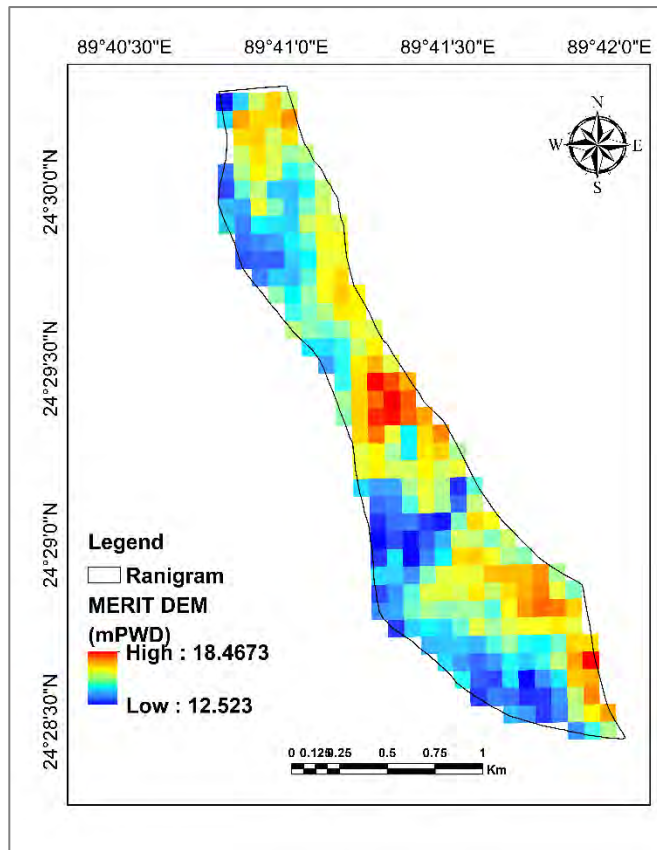 89°40'30"E 89°41'0"E 89°41'30"E 89°42'0"E
N
W E
S
24°30'0"N
24°29'30"N
24°29'0"N
24°28'30"N
Legend
Ranigram
MERIT DEM
(mPWD)
High : 18.4673
Low : 12.523
0 0.125 0.25 0.5 0.75 1
Km